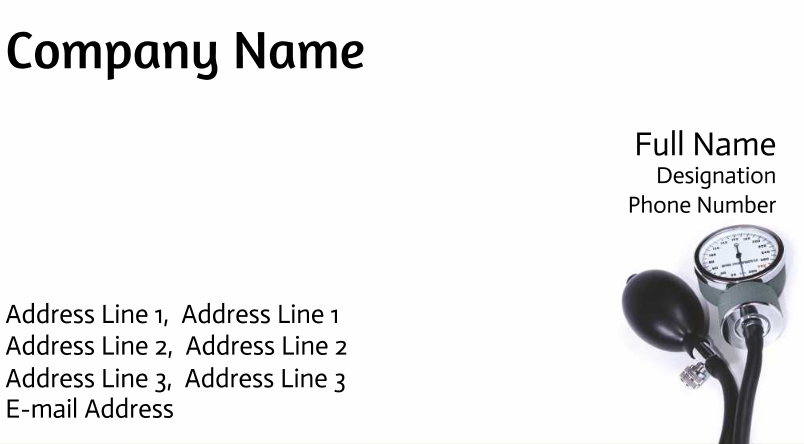 Company Name
Full Name
Designation
Phone Number
Address Line 1,  Address Line 1
Address Line 2,  Address Line 2
Address Line 3,  Address Line 3
E-mail Address